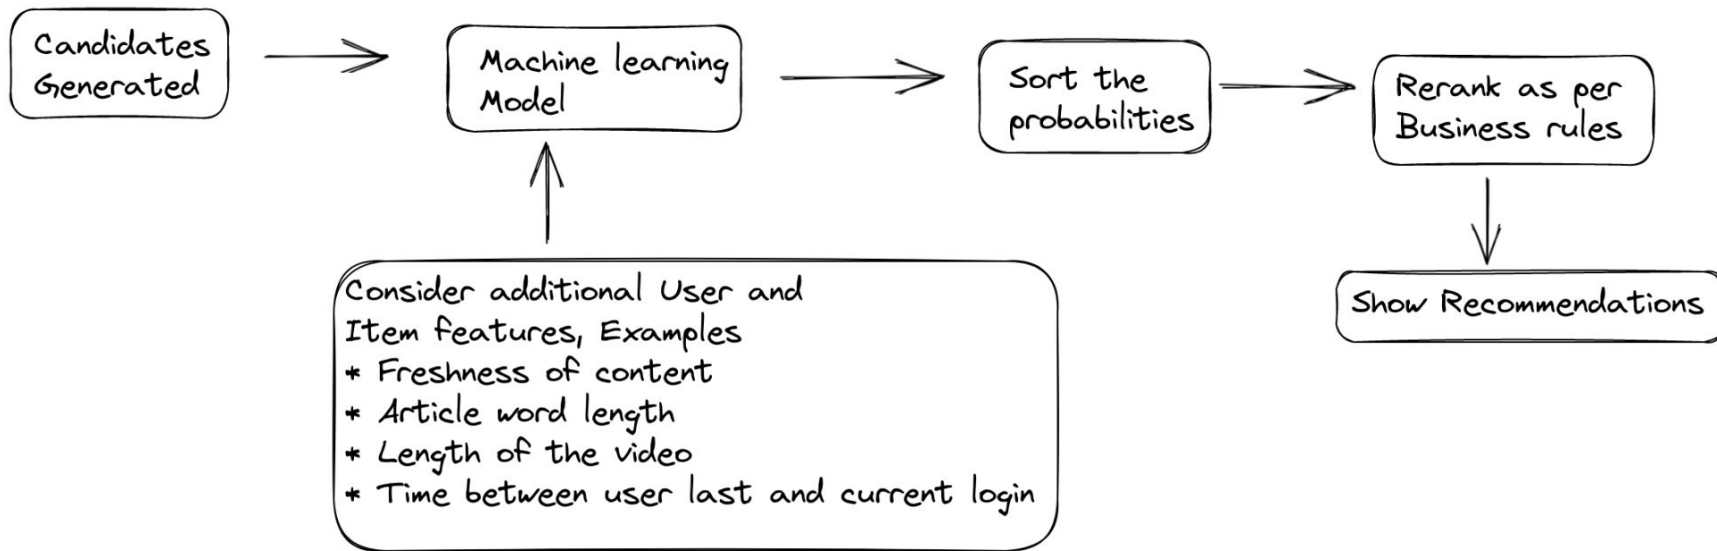 Candidates
Generated
Machine learning
Model
Sort the
probabilities
Rerank as per
Business rules
Consider additional User and
Item features, Examples
* Freshness of content
* Article word length
* Length of the video
* Time between user last and current login
Show Recommendations